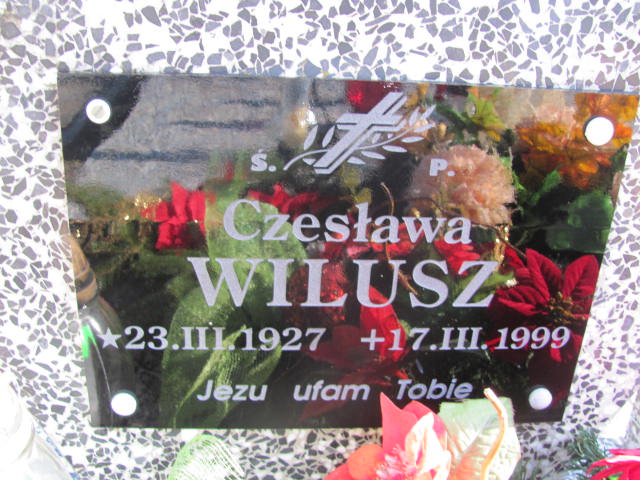 Ś. P.
Czesława
WILUSZ
★23.III.1927 +17.III.1999
Jezu ufam Tobie